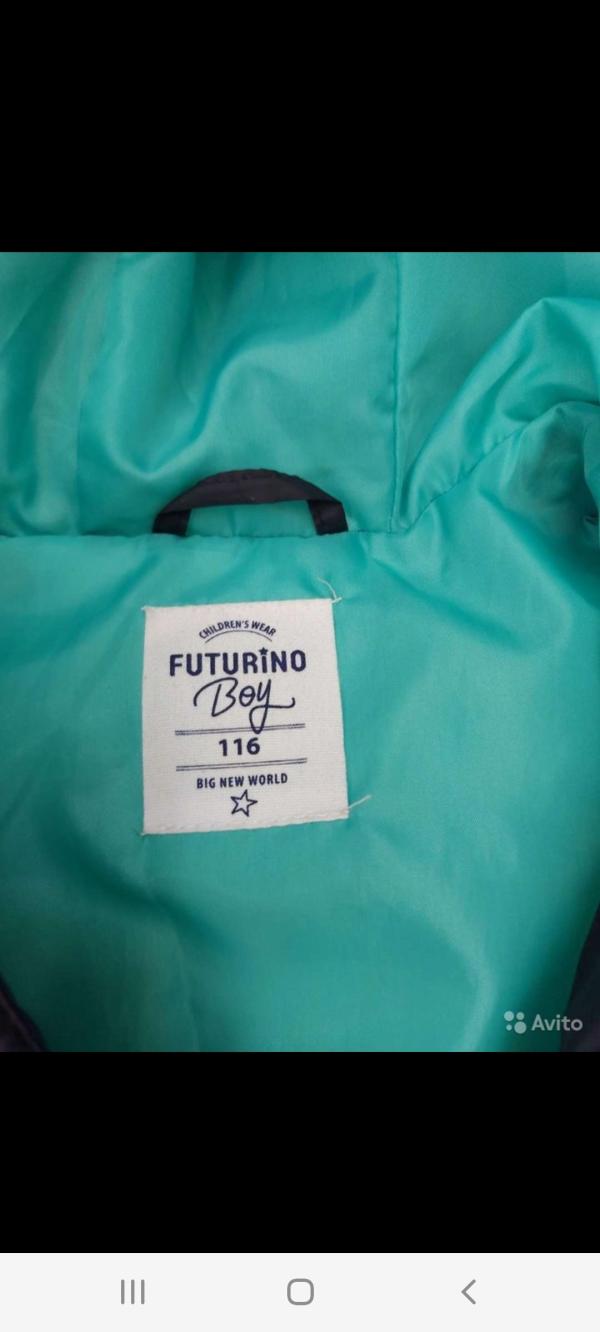 CHILDREN'S WEAR
FUTURINO
Boy
116
BIG NEW WORLD
Avito